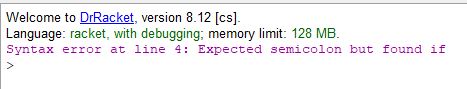 Welcome to DrRacket, version 8.12 [cs].
Language: racket, with debugging; memory limit: 128 MB.
Syntax error at line 4: Expected semicolon but found if
>